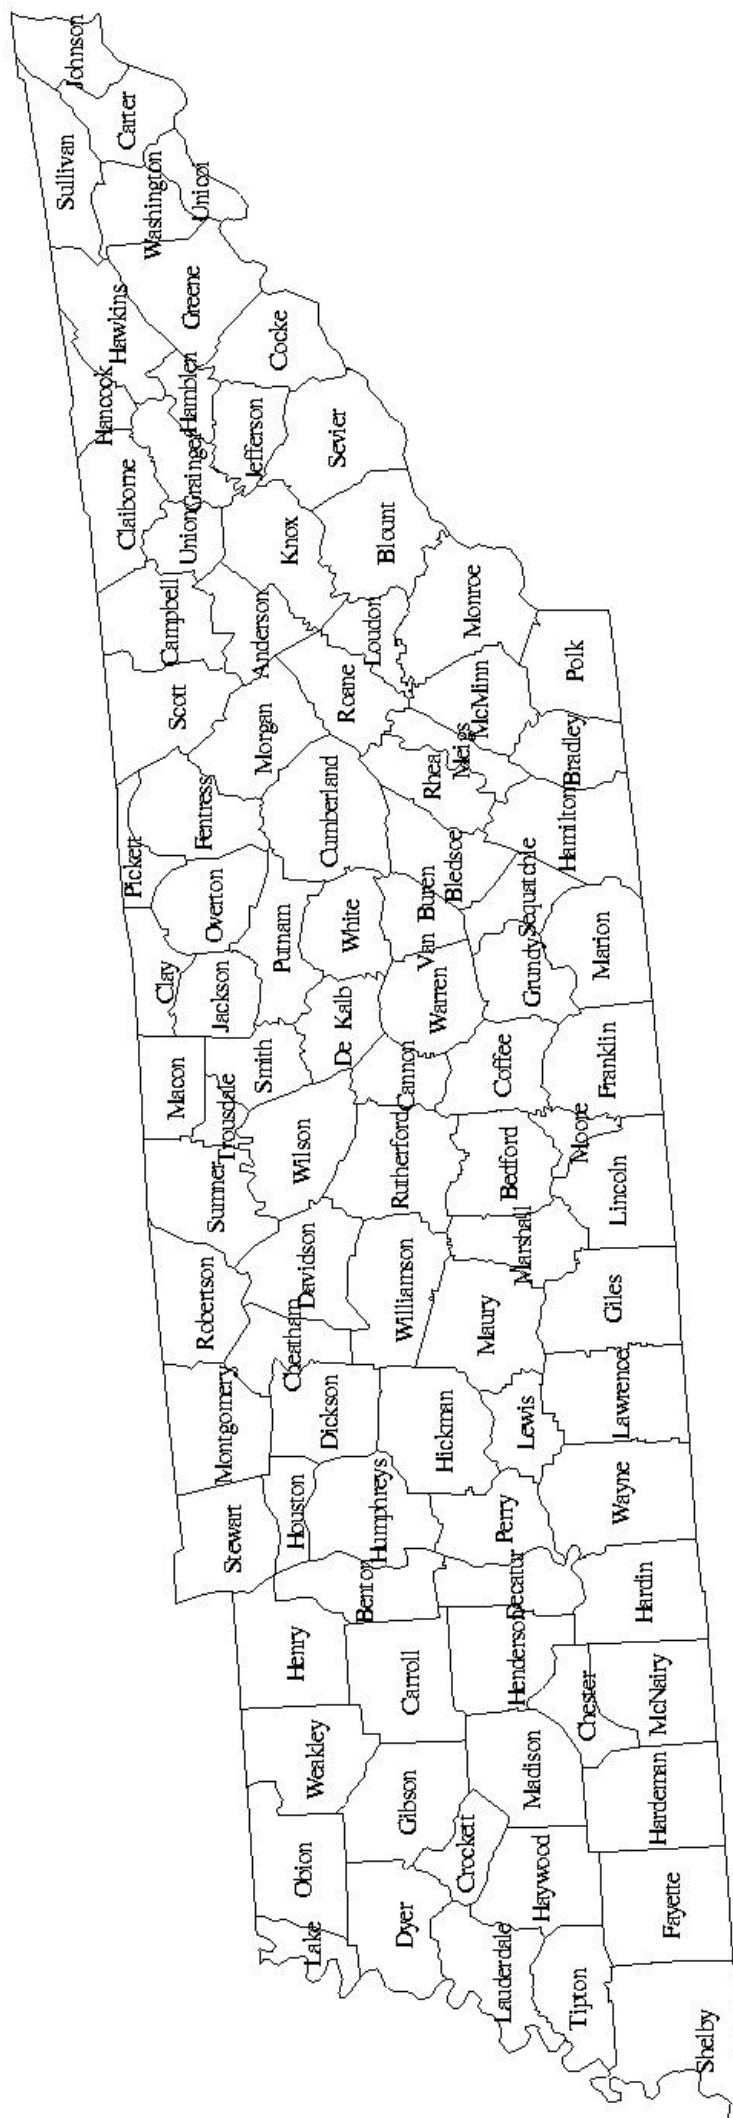 Johnson
Carter
Sullivan
Washington
Unicoi
Greene
Hawkins
Cocke
Hancock
Hamblen
Jefferson
Grainger
Sevier
Claiborne
Union
Knox
Blount
Campbell
Anderson
Loudon
Monroe
Scott
Morgan
Roane
McMinn
Polk
Meigs
Rhea
Bradley
Fentress
Cumberland
Hamilton
Pickett
Bledsoe
Sequatchie
Overton
Putnam
White
Van Buren
Grundy
Marion
Clay
Jackson
De Kalb
Warren
Macon
Smith
Cannon
Coffee
Franklin
Trousdale
Wilson
Rutherford
Bedford
Moore
Sumner
Lincoln
Davidson
Marshall
Robertson
Williamson
Giles
Cheatham
Maury
Montgomery
Dickson
Hickman
Lewis
Lawrence
Stewart
Houston
Humphreys
Perry
Wayne
Benton
Decatur
Hardin
Henry
Carroll
Henderson
Chester
McNairy
Weakley
Gibson
Madison
Hardeman
Obion
Crockett
Haywood
Fayette
Lake
Dyer
Lauderdale
Tipton
Shelby